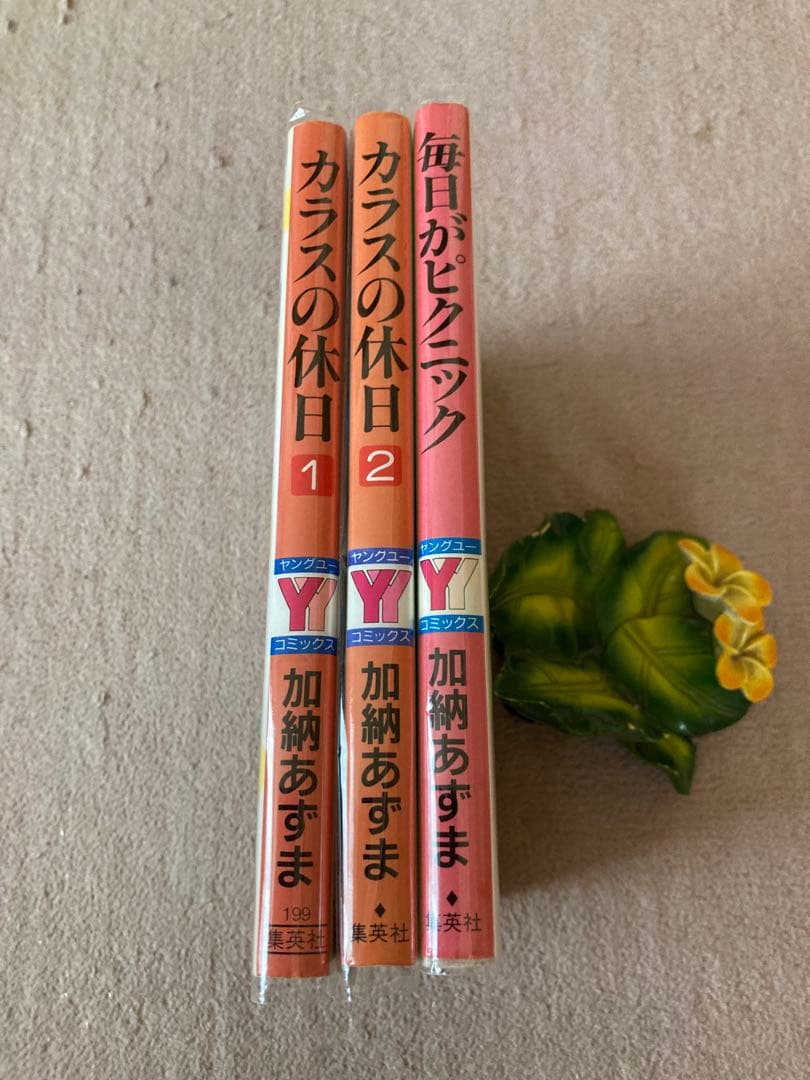 カラスの休日
1
ヤングユー
YY
コミックス
加納あずま
199
集英社
カラスの休日
2
ヤングユー
YY
コミックス
加納あずま
集英社
毎日がピクニック
ヤングユー
YY
コミックス
加納あずま
集英社